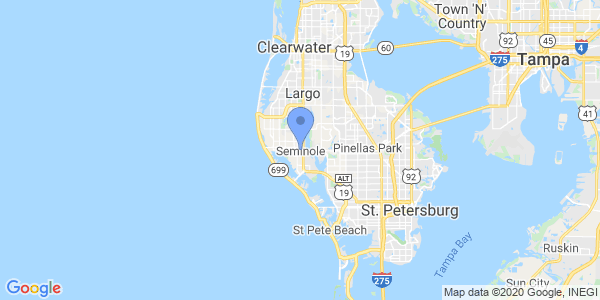 Town 'N'
Country
92
45
4
275
Tampa
Clearwater
19
60
41
Largo
Seminole
Pinellas Park
699
ALT
19
92
St. Petersburg
St Pete Beach
Tampa Bay
Ruskin
275
Sun City
Google
Map data ©2020 Google, INEGI